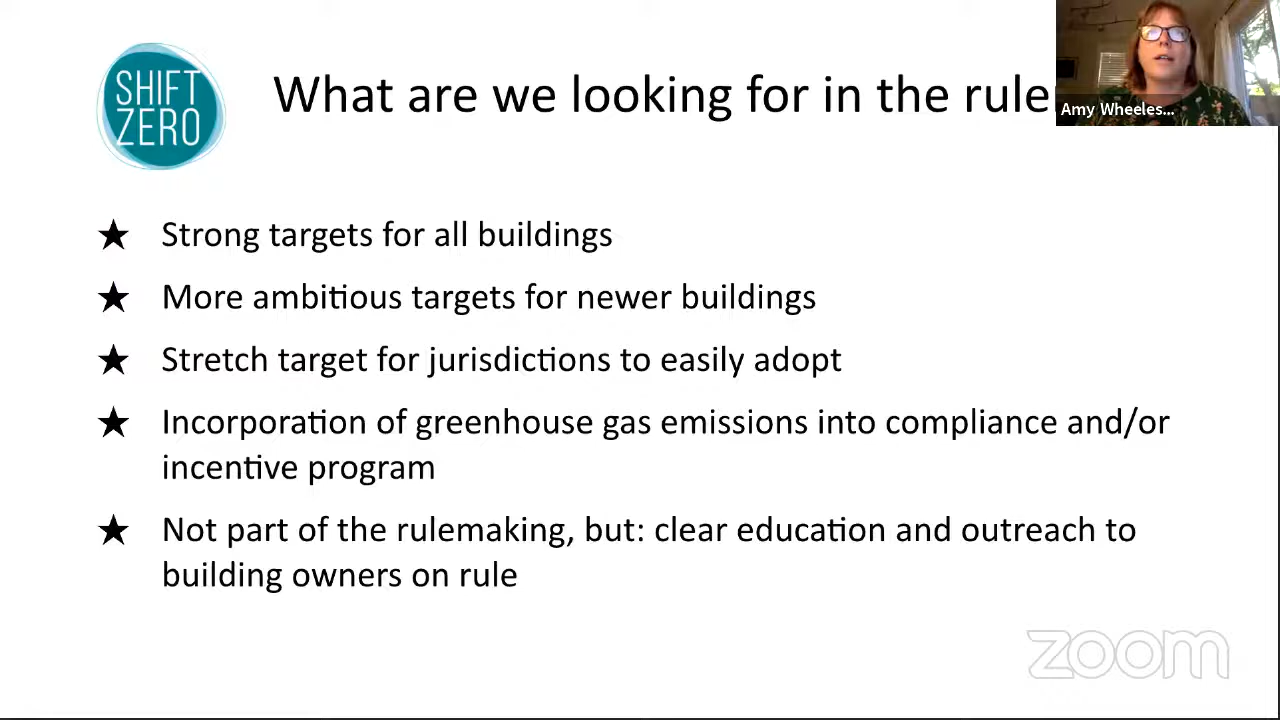 SHIFT
ZERO
What are we looking for in the rule
Amy Wheeles...
★ Strong targets for all buildings
★ More ambitious targets for newer buildings
★ Stretch target for jurisdictions to easily adopt
★ Incorporation of greenhouse gas emissions into compliance and/or
incentive program
★ Not part of the rulemaking, but: clear education and outreach to
building owners on rule
zoom